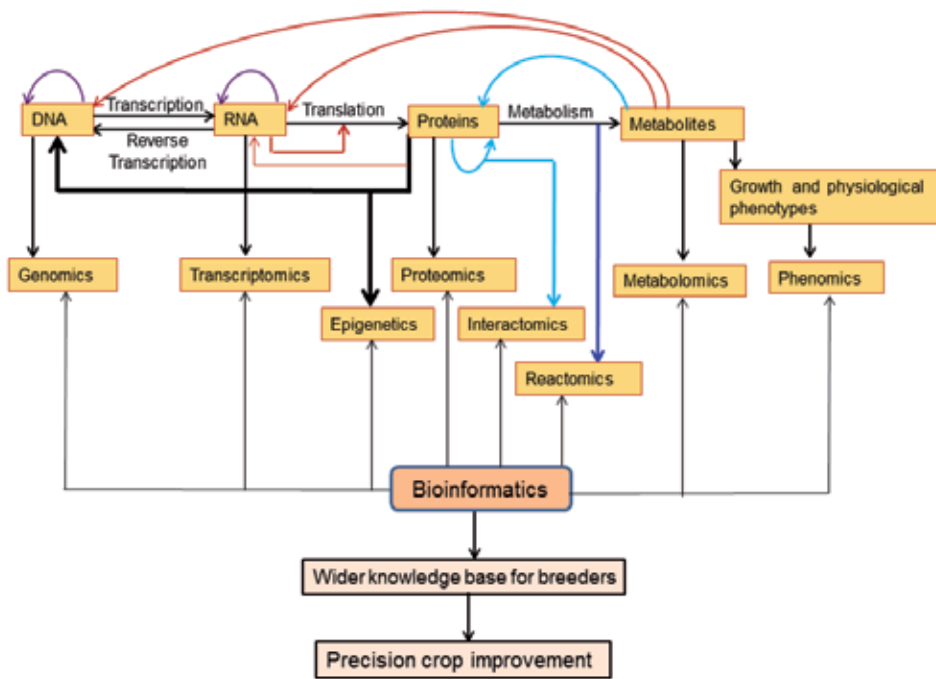 Transcription
Translation
Metabolism
DNA
RNA
Proteins
Metabolites
Reverse
Transcription
Growth and physiological
phenotypes
Genomics
Transcriptomics
Proteomics
Metabolomics
Phenomics
Epigenetics
Interactomics
Reactomics
Bioinformatics
Wider knowledge base for breeders
Precision crop improvement